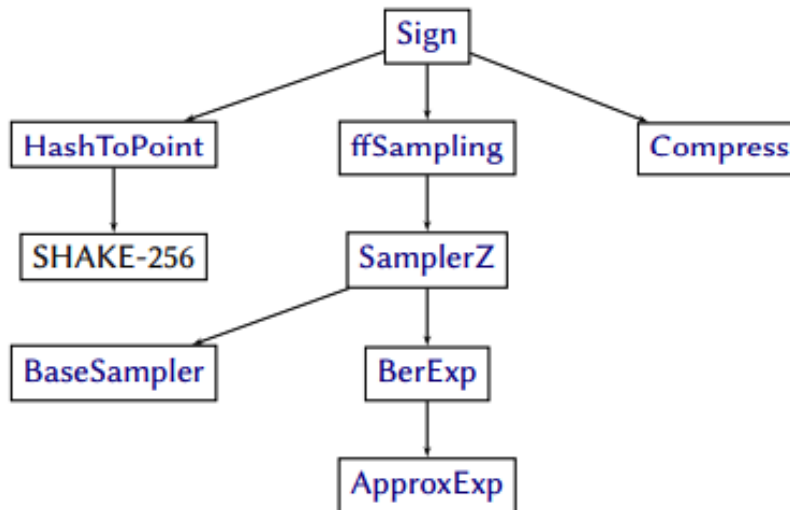 Sign
HashToPoint
ffSampling
Compress
SHAKE-256
SamplerZ
BaseSampler
BerExp
ApproxExp